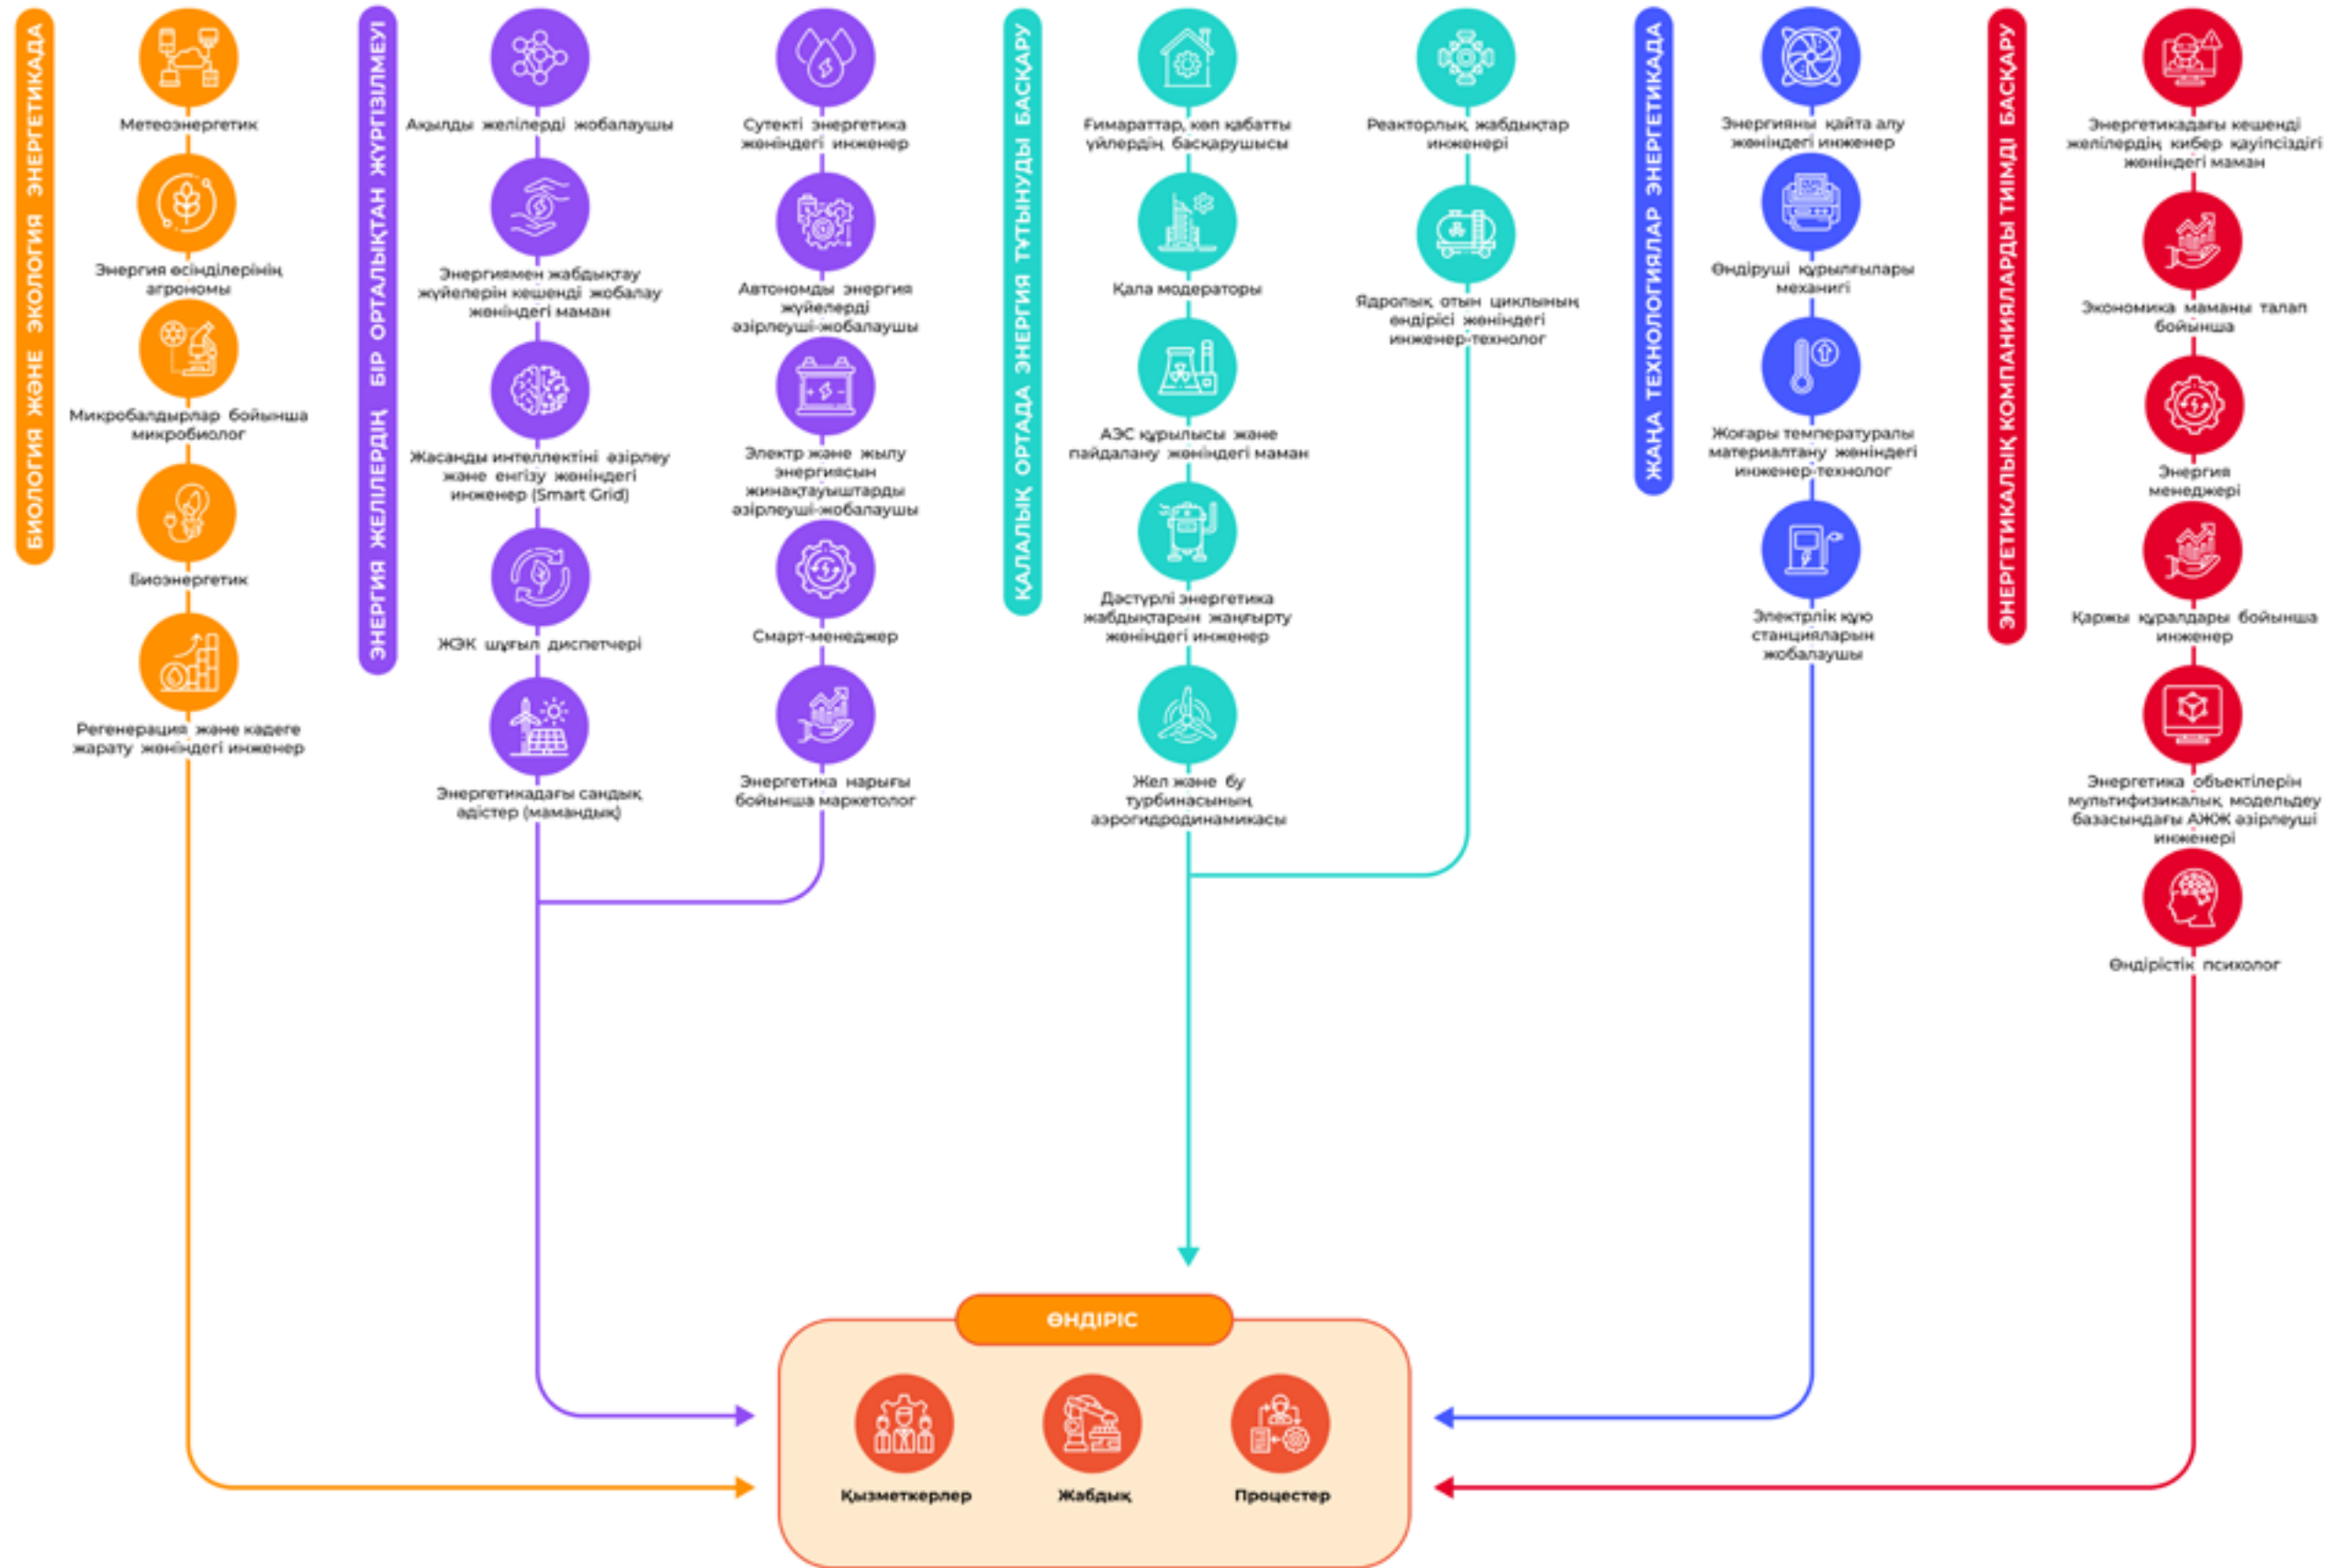 БИОЛОГИЯ ЖӘНЕ ЭКОЛОГИЯ ЭНЕРГЕТИКАДА
Метеоэнергетик
Энергия өсінділерінің
агрономы
Микробалдырлар бойынша
микробиолог
Биоэнергетик
Регенерация және кәдеге
жарату жөніндегі инженер
ЭНЕРГИЯ ЖЕЛІЛЕРДІҢ БІР ОРТАЛЫҚТАН ЖҮРГІЗІЛМЕУІ
Ақылды желілерді жобалаушы
Энергиямен жабдықтау
жүйелерін кешенді жобалау
жөніндегі маман
Жасанды интеллектіні әзірлеу
және енгізу жөніндегі
инженер (Smart Grid)
ЖЭК шұғыл диспетчері
Энергетикадағы сандық
әдістер (мамандық)
Сутекті энергетика
жөніндегі инженер
Автономды энергия
жүйелерді
әзірлеуші-жобалаушы
Электр және жылу
энергиясын
жинақтауыштарды
әзірлеуші-жобалаушы
Смарт-менеджер
Энергетика нарығы
бойынша маркетолог
ҚАЛАЛЫҚ ОРТАДА ЭНЕРГИЯ ТҰТЫНУДЫ БАСҚАРУ
Ғимараттар, көп қабатты
үйлердің басқарушысы
Қала модераторы
АЭС құрылысы және
пайдалану жөніндегі маман
Дәстүрлі энергетика
жабдықтарын жаңғырту
жөніндегі инженер
Жел және бу
турбинасының
аэрогидродинамикасы
Реакторлық жабдықтар
инженері
Ядролық отын циклының
өндірісі жөніндегі
инженер-технолог
ЖАҢА ТЕХНОЛОГИЯЛАР ЭНЕРГЕТИКАДА
Энергияны қайта алу
жөніндегі инженер
Өндіруші құрылғылары
механигі
Жоғары температуралы
материалтану жөніндегі
инженер-технолог
Электрлік құю
станцияларын
жобалаушы
ЭНЕРГЕТИКАЛЫҚ КОМПАНИЯЛАРДЫ ТИІМДІ БАСҚАРУ
Энергетикадағы кешенді
желілердің кибер қауіпсіздігі
жөніндегі маман
Экономика маманы талап
бойынша
Энергия
менеджері
Қаржы құралдары бойынша
инженер
Энергетика объектілерін
мультифизикалық модельдеу
базасындағы АЖЖ әзірлеуші
инженері
Өндірістік психолог
ӨНДІРІС
Қызметкерлер
Жабдық
Процестер